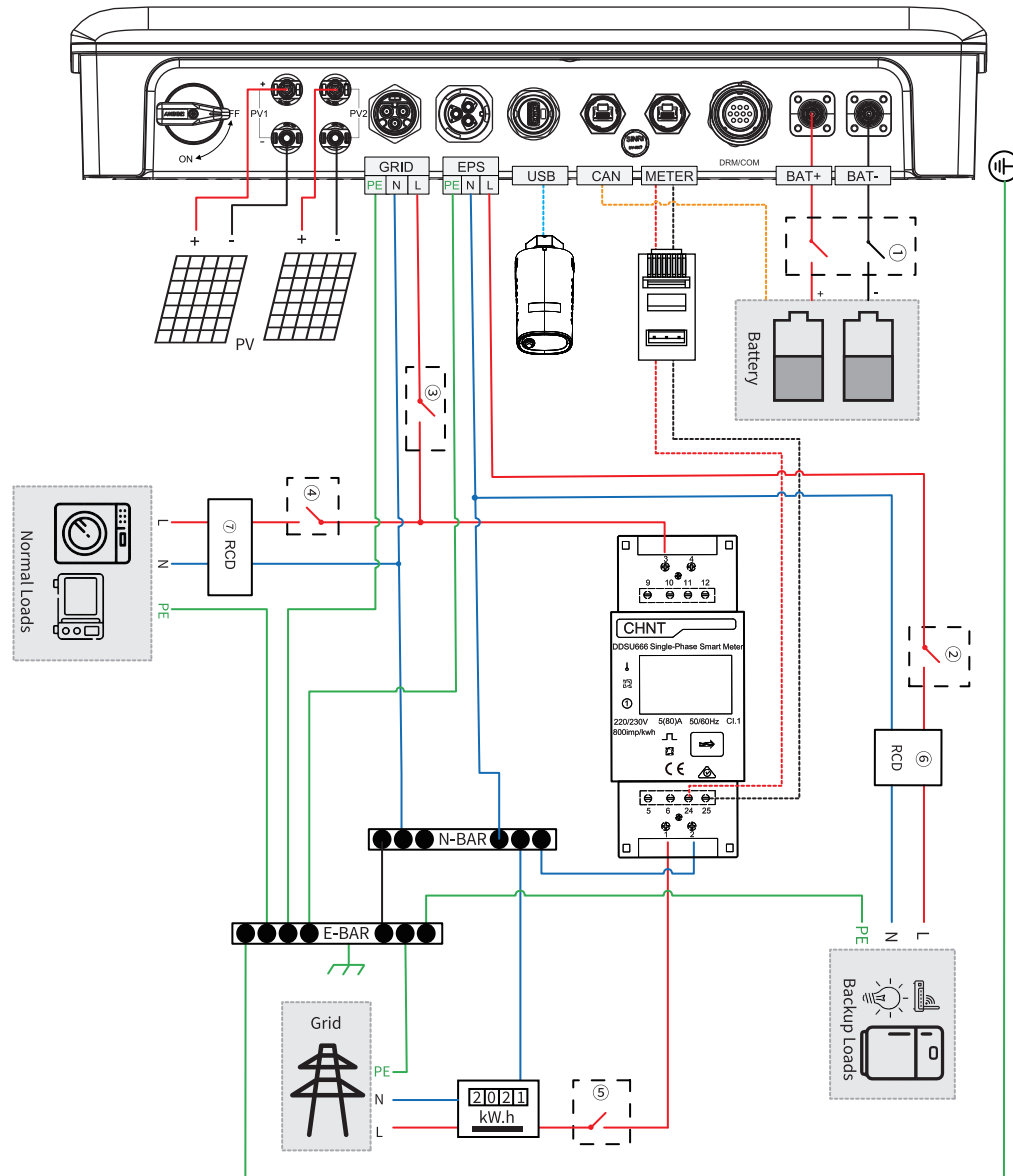 +
PV1
-
PV2
OFF
ON
DRM/COM
GRID
EPS
PE N L
PE N L
USB
CAN
METER
BAT+
BAT-
+ -
+ -
PV
①
+ -
Battery
③
④
⑦ RCD
L
N
PE
Normal Loads
3 4
9 10 11 12
CHNT
DDSU666 Single-Phase Smart Meter
①
220/230V 5(80)A 50/60Hz Cl.1
800imp/kwh
CE
5 6 24 25
1 2
②
⑥
RCD
N-BAR
E-BAR
PE
N
L
Backup Loads
Grid
PE
N
L
2021
kW.h
⑤